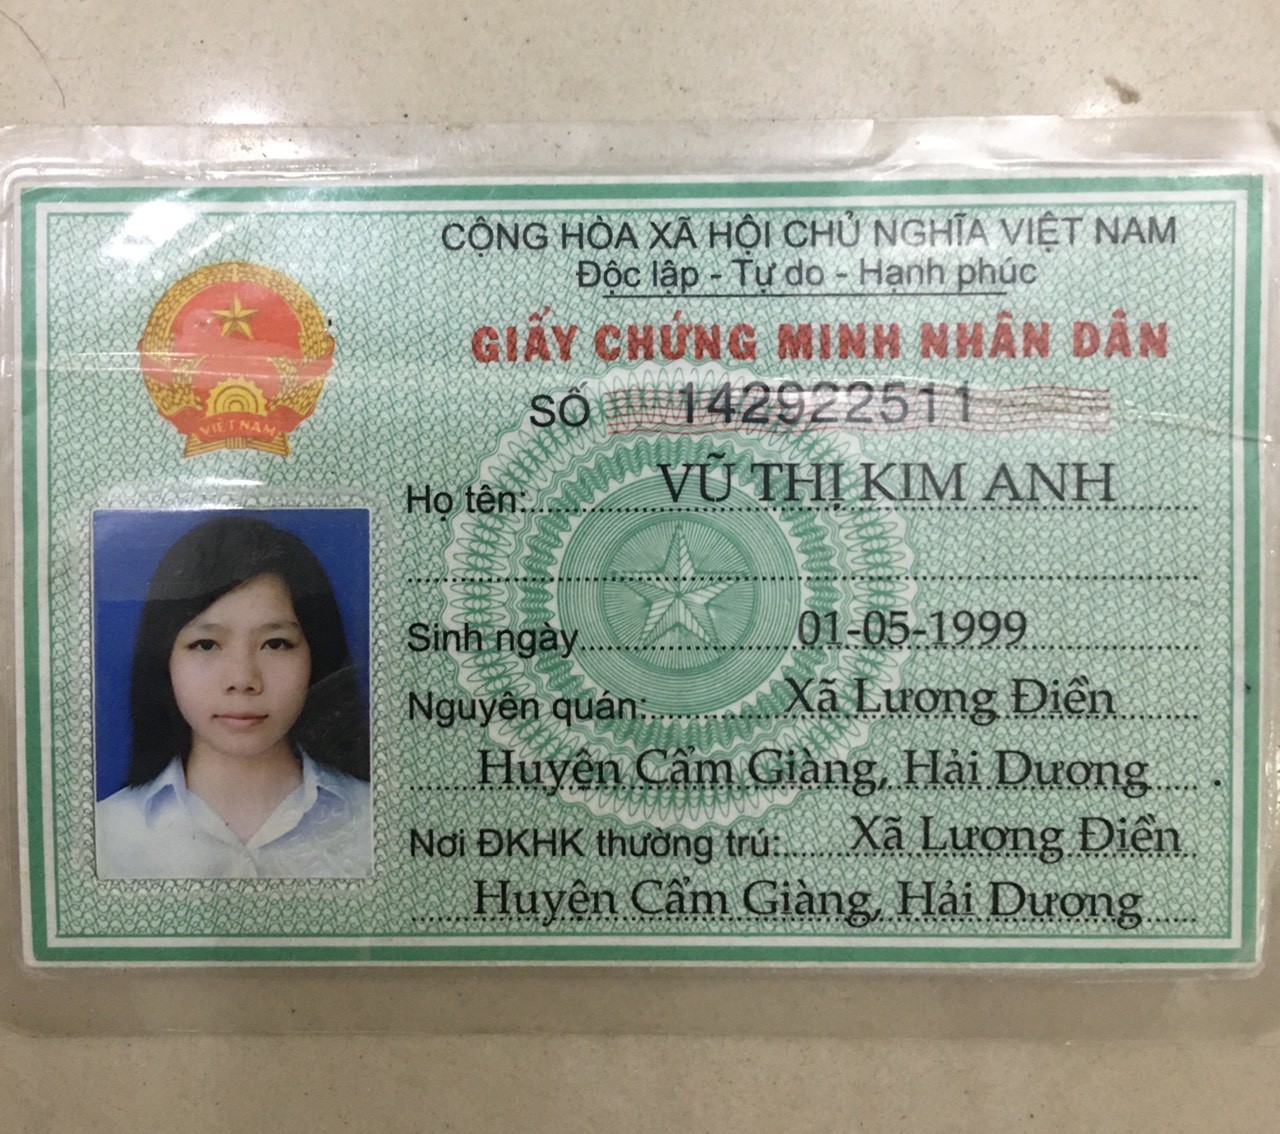 CỘNG HÒA XÃ HỘI CHỦ NGHĨA VIỆT NAM
Độc lập - Tự do - Hạnh phúc
GIẤY CHỨNG MINH NHÂN DÂN
SỐ 142922511
VIỆT NAM
Họ tên: VŨ THỊ KIM ANH
Sinh ngày 01-05-1999
Nguyên quán: Xã Lương Điền
Huyện Cẩm Giàng, Hải Dương
Nơi ĐKHK thường trú: Xã Lương Điền
Huyện Cẩm Giàng, Hải Dương